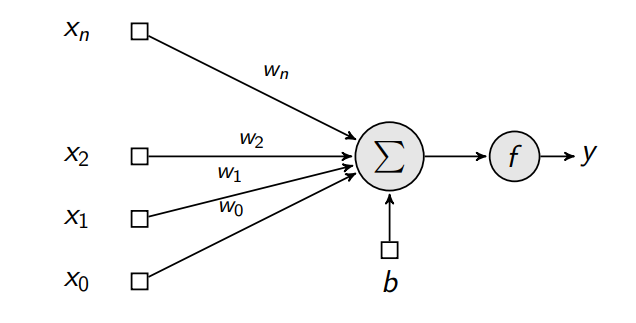 xₙ
wₙ
x₂
w₂
∑
f
y
w₁
x₁
w₀
x₀
b